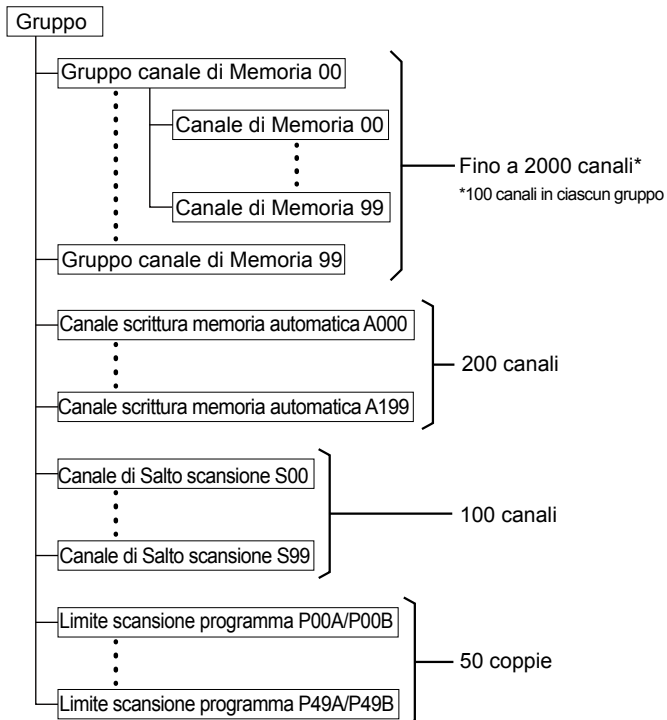 Gruppo
Gruppo canale di Memoria 00
Canale di Memoria 00
Canale di Memoria 99
Gruppo canale di Memoria 99
Fino a 2000 canali*
*100 canali in ciascun gruppo
Canale scrittura memoria automatica A000
Canale scrittura memoria automatica A199
200 canali
Canale di Salto scansione S00
Canale di Salto scansione S99
100 canali
Limite scansione programma P00A/P00B
Limite scansione programma P49A/P49B
50 coppie